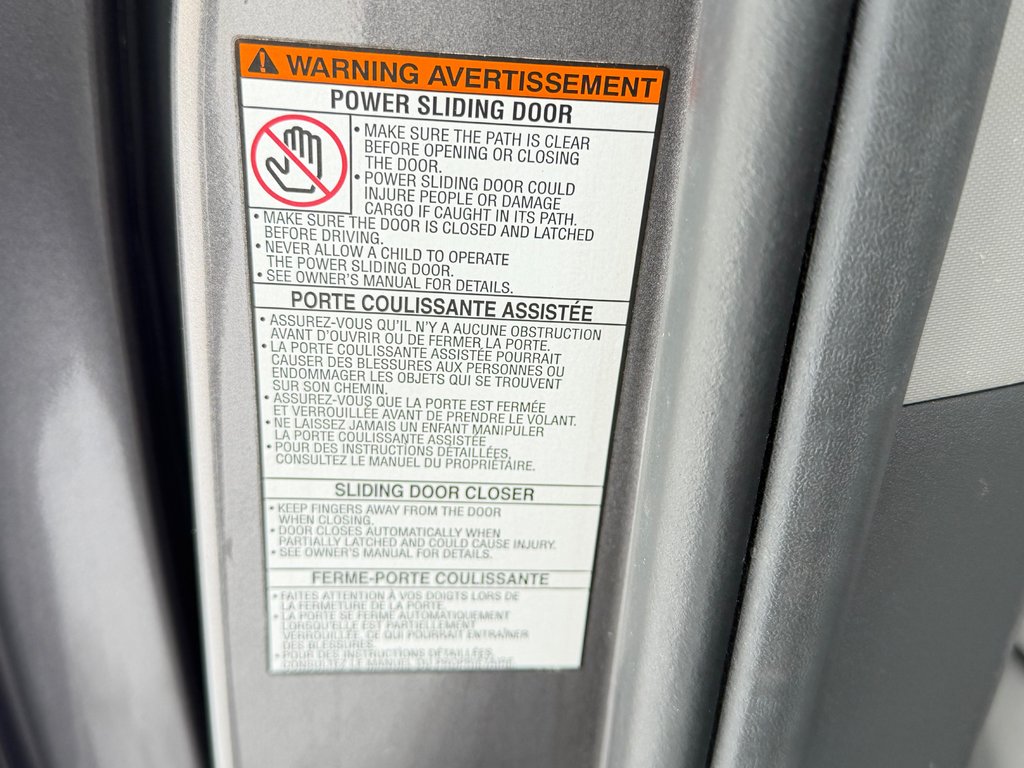 WARNING AVERTISSEMENT
POWER SLIDING DOOR
• MAKE SURE THE PATH IS CLEAR
BEFORE OPENING OR CLOSING
THE DOOR.
• POWER SLIDING DOOR COULD
INJURE PEOPLE OR DAMAGE
CARGO IF CAUGHT IN ITS PATH.
• MAKE SURE THE DOOR IS CLOSED AND LATCHED
BEFORE DRIVING.
• NEVER ALLOW A CHILD TO OPERATE
THE POWER SLIDING DOOR.
• SEE OWNER'S MANUAL FOR DETAILS.
PORTE COULISSANTE ASSISTÉE
• ASSUREZ-VOUS QU'IL N'Y A AUCUNE OBSTRUCTION
AVANT D'OUVRIR OU DE FERMER LA PORTE.
• LA PORTE COULISSANTE ASSISTÉE POURRAIT
CAUSER DES BLESSURES AUX PERSONNES OU
ENDOMMAGER LES OBJETS QUI SE TROUVENT
SUR SON CHEMIN.
• ASSUREZ-VOUS QUE LA PORTE EST FERMÉE
ET VERROUILLÉE AVANT DE PRENDRE LE VOLANT.
• NE LAISSEZ JAMAIS UN ENFANT MANIPULER
LA PORTE COULISSANTE ASSISTÉE
• POUR DES INSTRUCTIONS DÉTAILLÉES,
CONSULTEZ LE MANUEL DU PROPRIÉTAIRE.
SLIDING DOOR CLOSER
• KEEP FINGERS AWAY FROM THE DOOR
WHEN CLOSING.
• DOOR CLOSES AUTOMATICALLY WHEN
PARTIALLY LATCHED AND COULD CAUSE INJURY.
• SEE OWNER'S MANUAL FOR DETAILS.
FERME-PORTE COULISSANTE
• FAITES ATTENTION À VOS DOIGTS LORS DE
LA FERMETURE DE LA PORTE.
• LA PORTE SE FERME AUTOMATIQUEMENT
LORSQU'ELLE EST PARTIELLEMENT
VERROUILLÉE, CE QUI POURRAIT ENTRAÎNER
DES BLESSURES.
• POUR DES INSTRUCTIONS DÉTAILLÉES,
CONSULTEZ LE MANUEL DU PROPRIÉTAIRE.